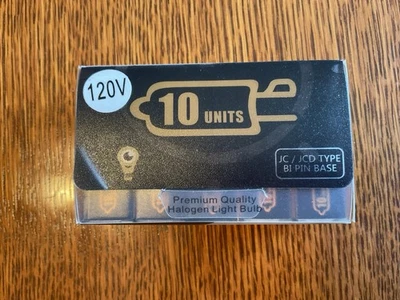 120V
10 UNITS
JC / JCD TYPE
BI PIN BASE
Premium Quality
Halogen Light Bulb